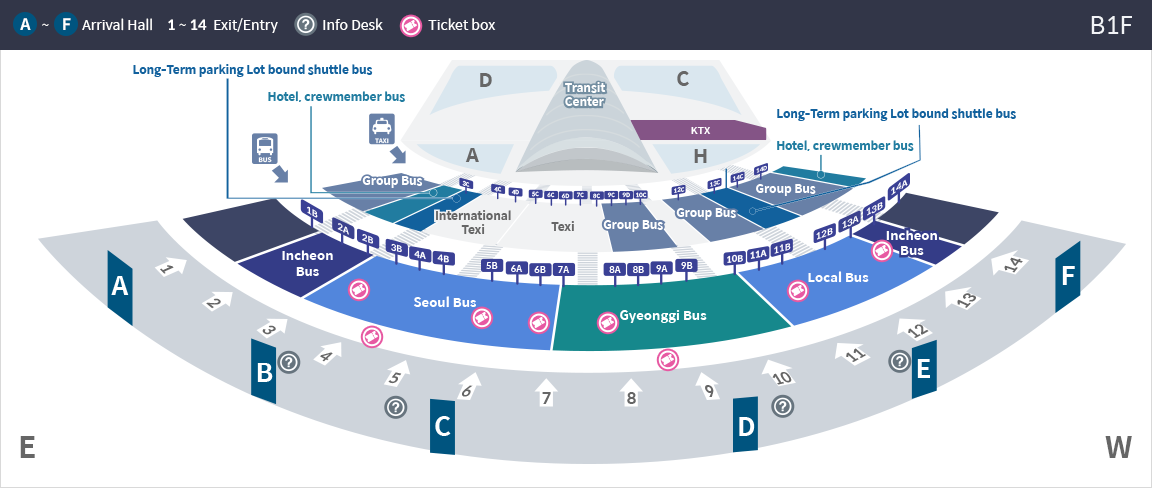 A ~ F Arrival Hall 1 ~ 14 Exit/Entry Info Desk Ticket box B1F
Long-Term parking Lot bound shuttle bus
Hotel, crewmember bus
D
C
Transit
Center
KTX
A
H
Long-Term parking Lot bound shuttle bus
Hotel, crewmember bus
BUS
TAXI
Group Bus
3C
4C
4D
5C
6C
6D
7C
8C
9C
9D
10C
12C
13C
14C
14D
Group Bus
International
Texi
Texi
Group Bus
Group Bus
1B
2A
2B
3B
4A
4B
5B
6A
6B
7A
8A
8B
9A
9B
10B
11A
11B
12B
13A
13B
14A
Incheon
Bus
Seoul Bus
Gyeonggi Bus
Local Bus
Incheon
Bus
A
B
C
D
E
F
1
2
3
4
5
6
7
8
9
10
11
12
13
14
E
W